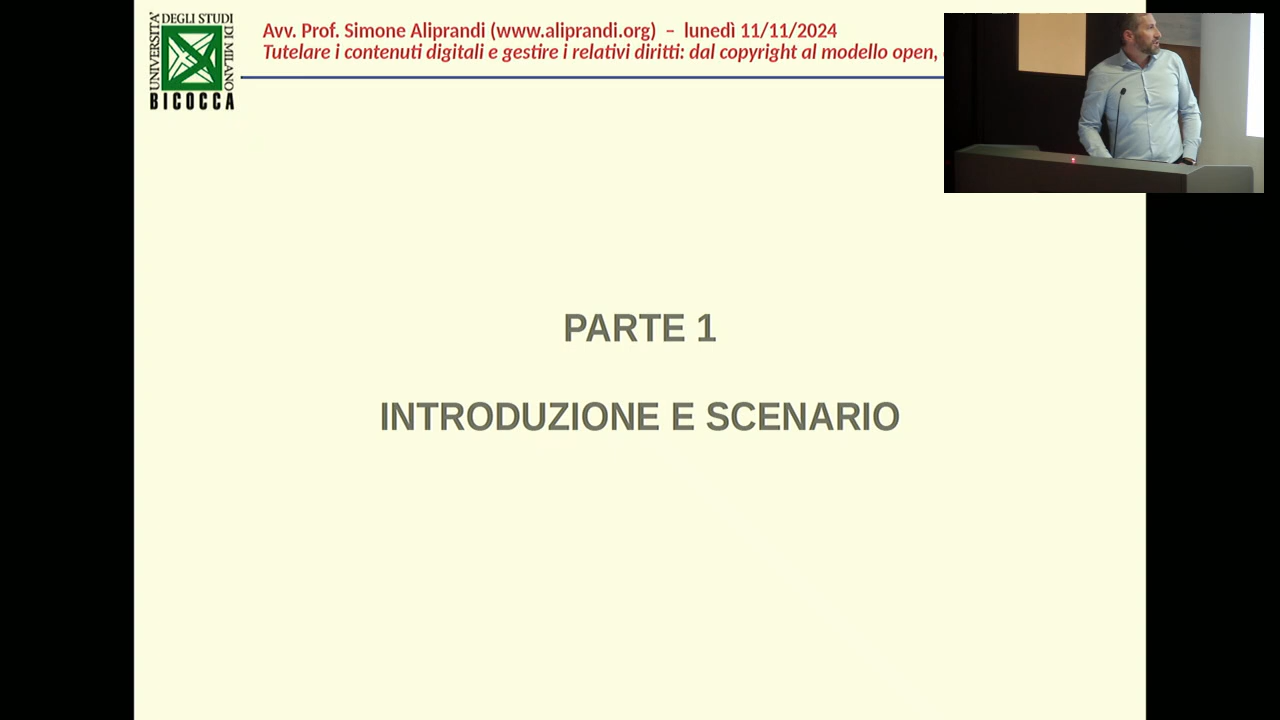 UNIVERSITA' DEGLI STUDI DI MILANO
BICOCCA
Avv. Prof. Simone Aliprandi (www.aliprandi.org) – lunedì 11/11/2024
Tutelare i contenuti digitali e gestire i relativi diritti: dal copyright al modello open,
PARTE 1
INTRODUZIONE E SCENARIO